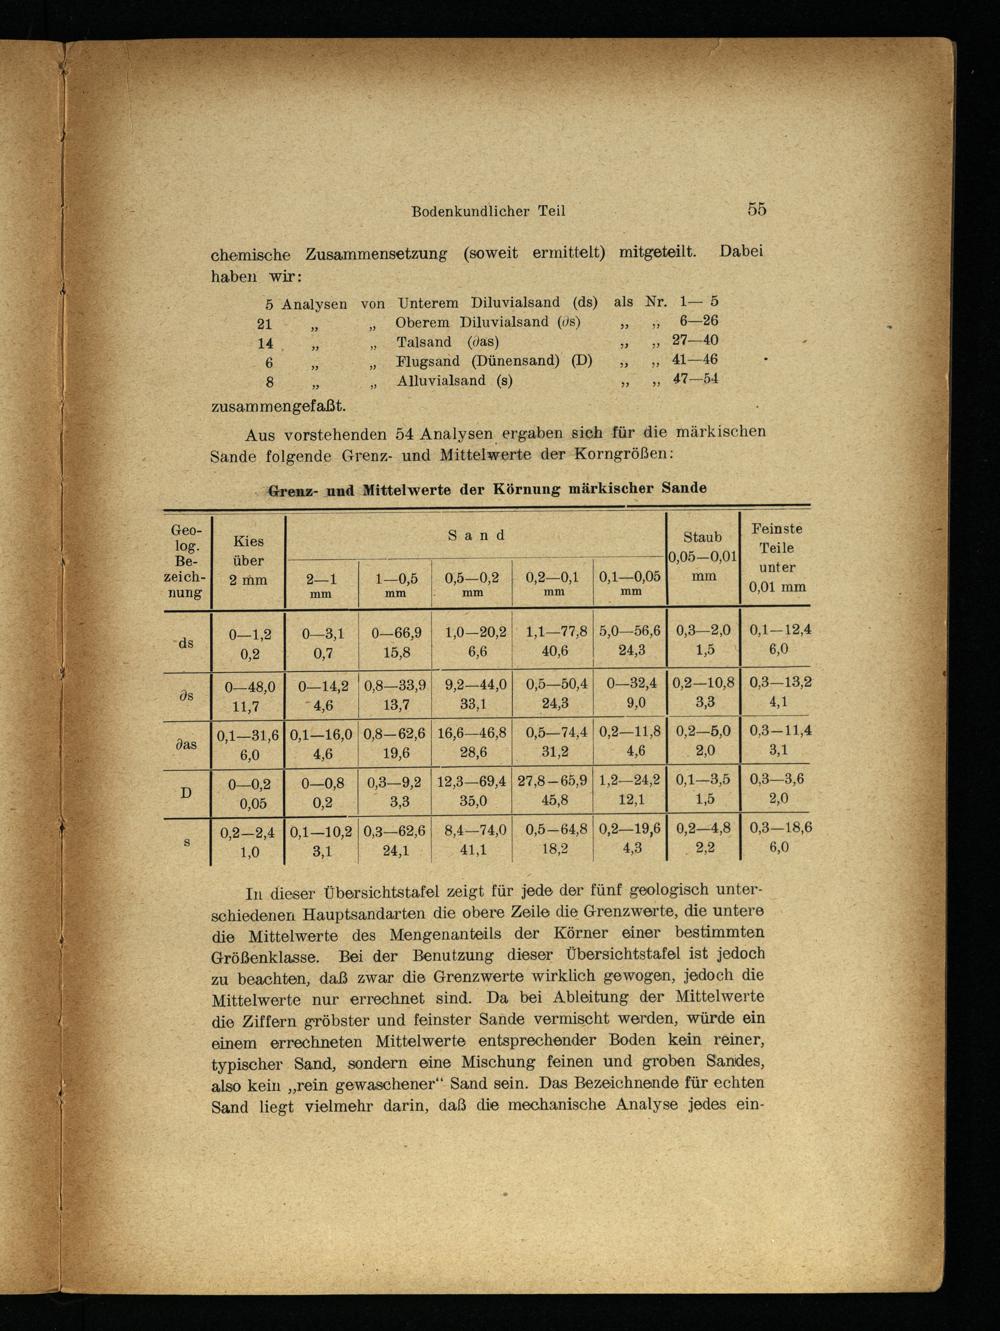 Bodenkundlicher Teil 55
chemische Zusammensetzung (soweit ermittelt) mitgeteilt. Dabei
haben wir:
5 Analysen von Unterem Diluvialsand (ds) als Nr. 1— 5
21 „ „ Oberem Diluvialsand (∂s) „ „ 6—26
14 „ „ Talsand (∂as) „ „ 27—40
6 „ „ Flugsand (Dünensand) (D) „ „ 41—46
8 „ „ Alluvialsand (s) „ „ 47—54
zusammengefaßt.
Aus vorstehenden 54 Analysen ergaben sich für die märkischen
Sande folgende Grenz- und Mittelwerte der Korngrößen:
Grenz- und Mittelwerte der Körnung märkischer Sande
Geo-
log.
Be-
zeich-
nung
Kies
über
2 mm
Sand
2—1
mm
1—0,5
mm
0,5—0,2
mm
0,2—0,1
mm
0,1—0,05
mm
Staub
0,05—0,01
mm
Feinste
Teile
unter
0,01 mm
ds
0—1,2 0—3,1 0—66,9 1,0—20,2 1,1—77,8 5,0—56,6 0,3—2,0 0,1—12,4
0,2 0,7 15,8 6,6 40,6 24,3 1,5 6,0
∂s
0—48,0 0—14,2 0,8—33,9 9,2—44,0 0,5—50,4 0—32,4 0,2—10,8 0,3—13,2
11,7 4,6 13,7 33,1 24,3 9,0 3,3 4,1
∂as
0,1—31,6 0,1—16,0 0,8—62,6 16,6—46,8 0,5—74,4 0,2—11,8 0,2—5,0 0,3—11,4
6,0 4,6 19,6 28,6 31,2 4,6 2,0 3,1
D
0—0,2 0—0,8 0,3—9,2 12,3—69,4 27,8—65,9 1,2—24,2 0,1—3,5 0,3—3,6
0,05 0,2 3,3 35,0 45,8 12,1 1,5 2,0
s
0,2—2,4 0,1—10,2 0,3—62,6 8,4—74,0 0,5—64,8 0,2—19,6 0,2—4,8 0,3—18,6
1,0 3,1 24,1 41,1 18,2 4,3 2,2 6,0
In dieser Übersichtstafel zeigt für jede der fünf geologisch unter-
schiedenen Hauptsandarten die obere Zeile die Grenzwerte, die untere
die Mittelwerte des Mengenanteils der Körner einer bestimmten
Größenklasse. Bei der Benutzung dieser Übersichtstafel ist jedoch
zu beachten, daß zwar die Grenzwerte wirklich gewogen, jedoch die
Mittelwerte nur errechnet sind. Da bei Ableitung der Mittelwerte
die Ziffern gröbster und feinster Sande vermischt werden, würde ein
einem errechneten Mittelwerte entsprechender Boden kein reiner,
typischer Sand, sondern eine Mischung feinen und groben Sandes,
also kein „rein gewaschener“ Sand sein. Das Bezeichnende für echten
Sand liegt vielmehr darin, daß die mechanische Analyse jedes ein-